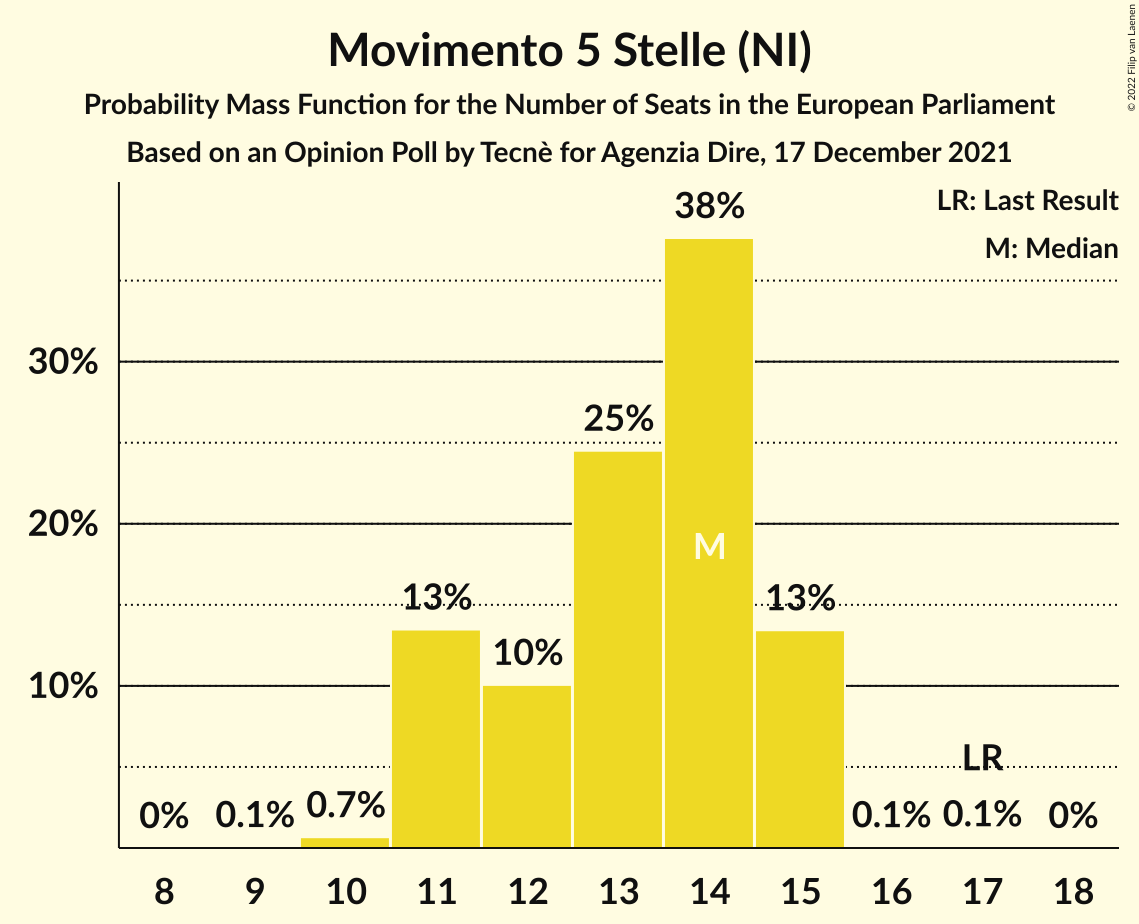 Movimento 5 Stelle (NI)
Probability Mass Function for the Number of Seats in the European Parliament
Based on an Opinion Poll by Tecnè for Agenzia Dire, 17 December 2021
© 2022 Filip van Laenen
LR: Last Result
M: Median
38%
30%
25%
20%
M
13%
13%
10%
10%
LR
0%
0.1%
0.7%
0.1%
0.1%
0%
8 9 10 11 12 13 14 15 16 17 18